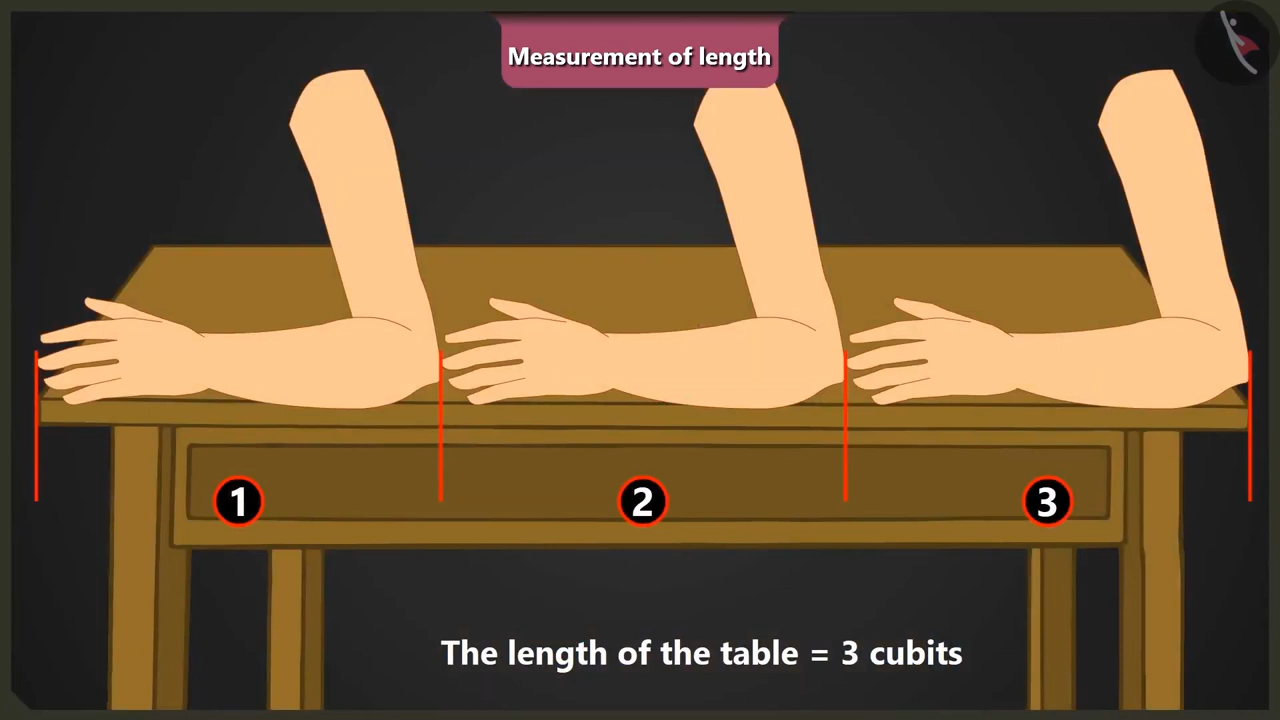 Measurement of length
1
2
3
The length of the table = 3 cubits